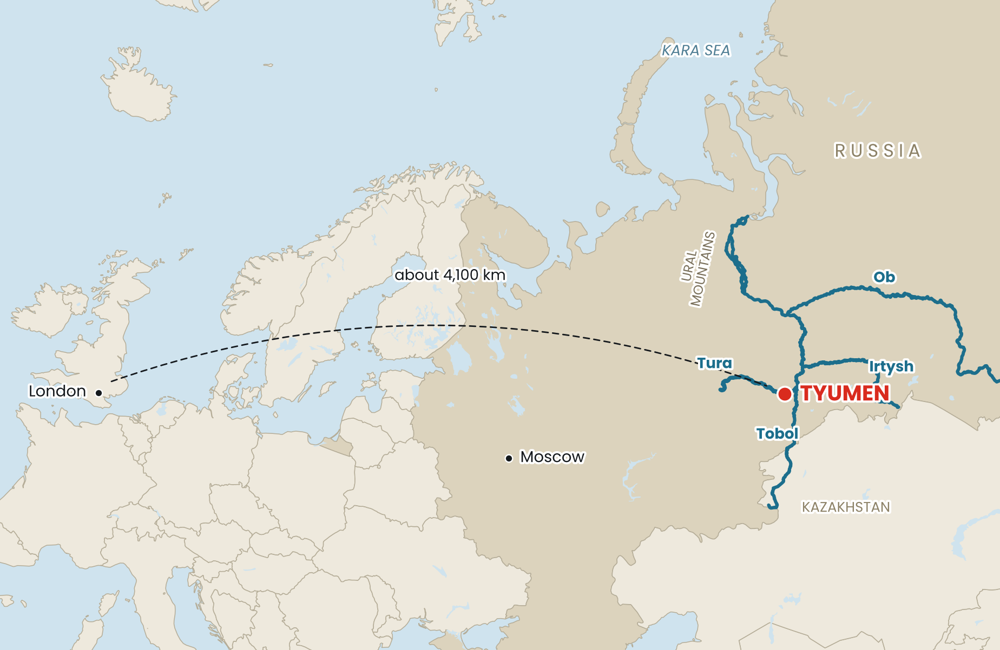 KARA SEA
RUSSIA
URAL
MOUNTAINS
about 4,100 km
Ob
Tura
Irtysh
London
TYUMEN
Tobol
Moscow
KAZAKHSTAN